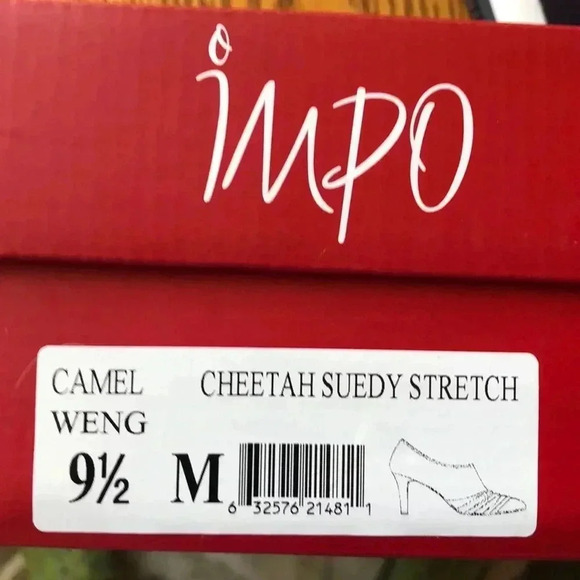 impo
CAMEL CHEETAH SUEDY STRETCH
WENG
9½ M
6 32576 21481 1